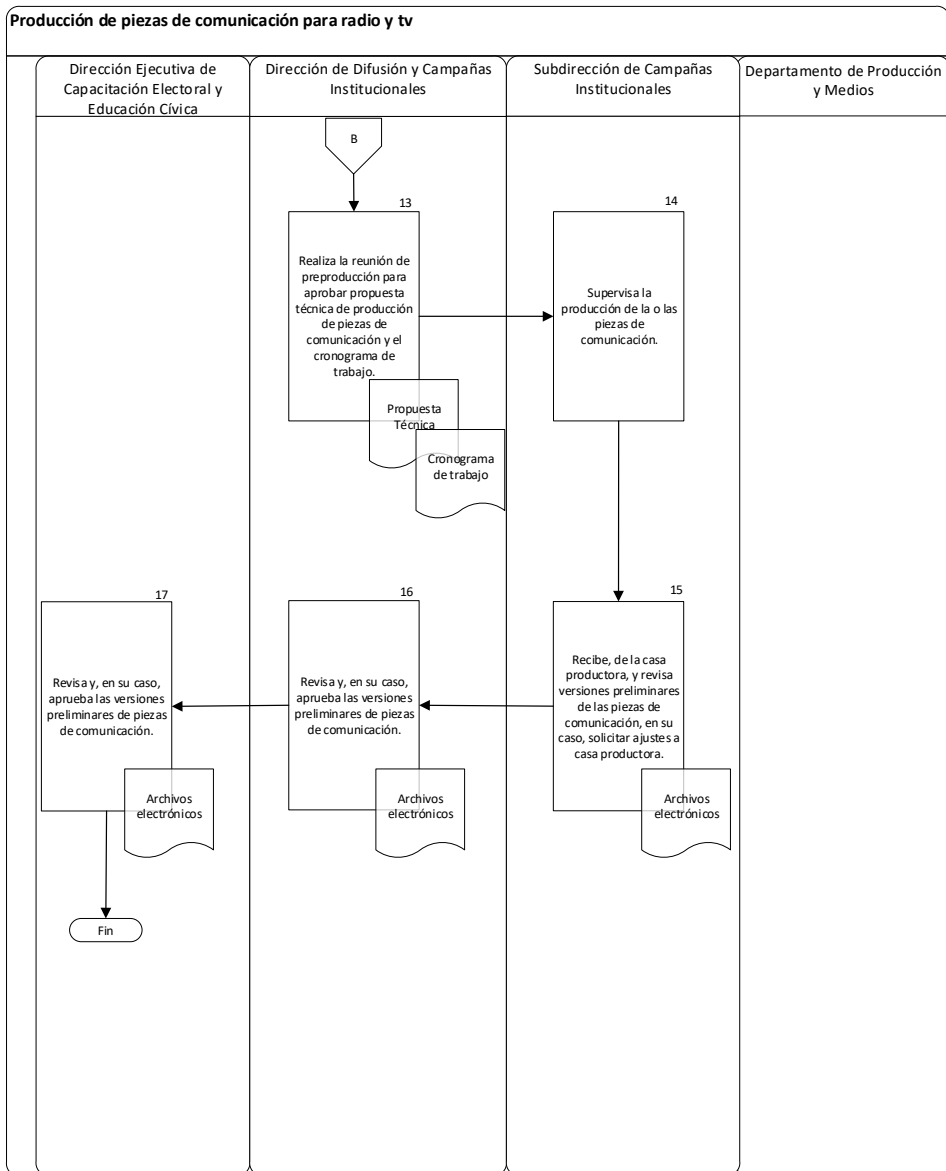 Producción de piezas de comunicación para radio y tv
Dirección Ejecutiva de
Capacitación Electoral y
Educación Cívica
Dirección de Difusión y Campañas
Institucionales
Subdirección de Campañas
Institucionales
Departamento de Producción
y Medios
B
13
Realiza la reunión de
preproducción para
aprobar propuesta
técnica de producción
de piezas de
comunicación y el
cronograma de
trabajo.
Propuesta
Técnica
Cronograma
de trabajo
14
Supervisa la
producción de la o las
piezas de
comunicación.
15
Recibe, de la casa
productora, y revisa
versiones preliminares
de las piezas de
comunicación, en su
caso, solicitar ajustes a
casa productora.
Archivos
electrónicos
16
Revisa y, en su caso,
aprueba las versiones
preliminares de piezas
de comunicación.
Archivos
electrónicos
17
Revisa y, en su caso,
aprueba las versiones
preliminares de piezas
de comunicación.
Archivos
electrónicos
Fin